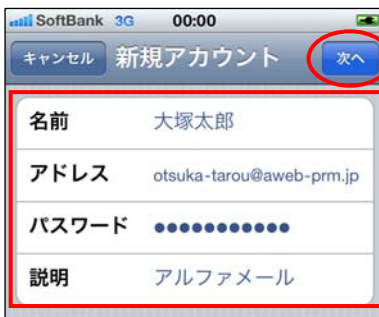 SoftBank 3G 00:00
キャンセル 新規アカウント 次へ
名前 大塚太郎
アドレス otsuka-tarou@aweb-prm.jp
パスワード ●●●●●●●●●●●
説明 アルファメール